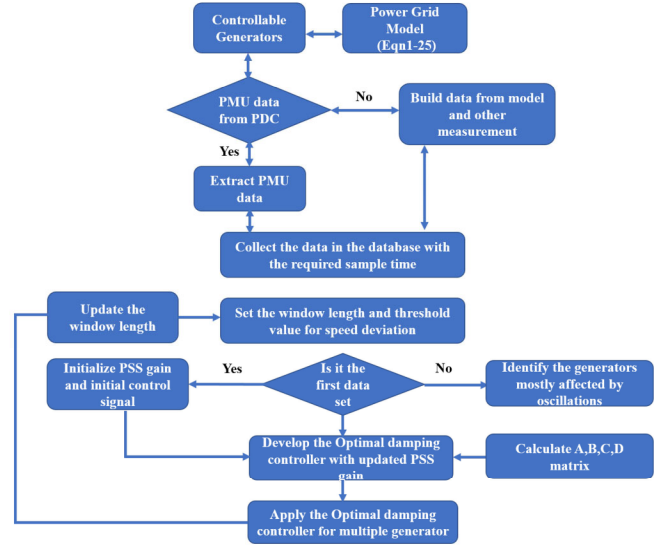 Controllable
Generators
Power Grid
Model
(Eqn1-25)
PMU data
from PDC
No
Build data from model
and other
measurement
Yes
Extract PMU
data
Collect the data in the database with
the required sample time
Update the
window length
Set the window length and threshold
value for speed deviation
Initialize PSS gain
and initial control
signal
Yes
Is it the
first data
set
No
Identify the generators
mostly affected by
oscillations
Develop the Optimal damping
controller with updated PSS
gain
Calculate A,B,C,D
matrix
Apply the Optimal damping
controller for multiple generator